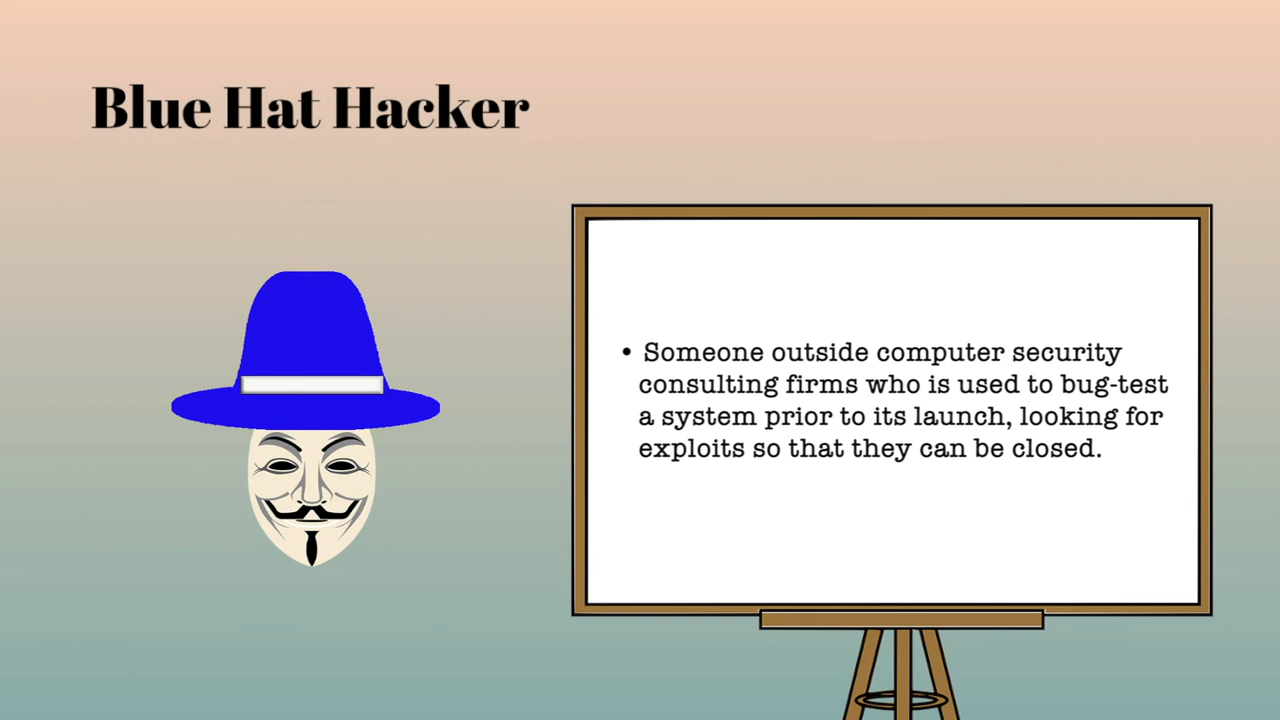 Blue Hat Hacker
• Someone outside computer security
consulting firms who is used to bug-test
a system prior to its launch, looking for
exploits so that they can be closed.